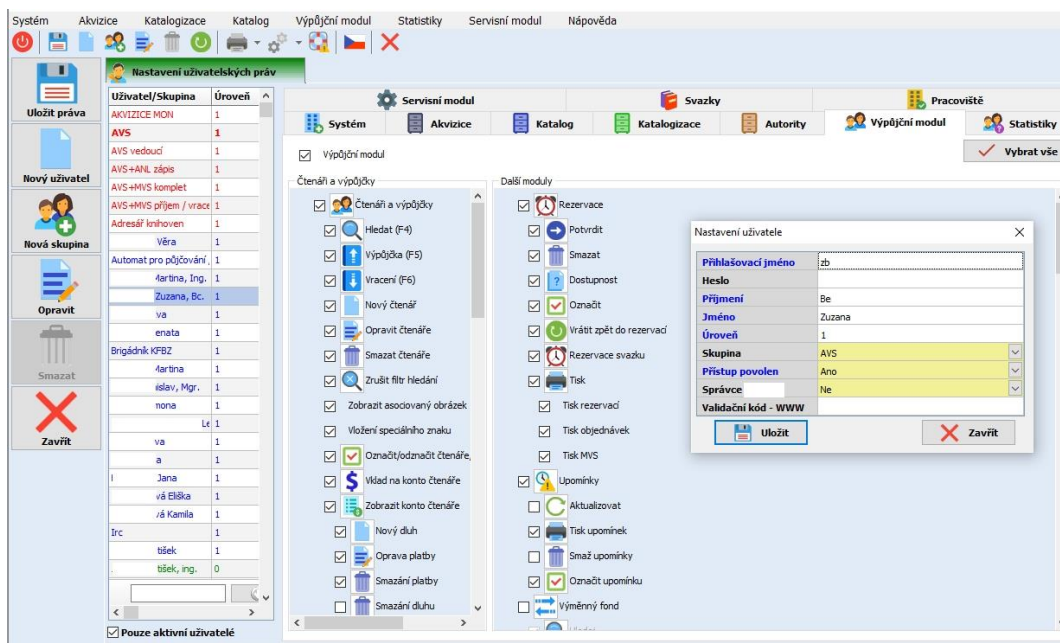 Systém Akvizice Katalogizace Katalog Výpůjční modul Statistiky Servisní modul Nápověda
Nastavení uživatelských práv
Uložit práva
Nový uživatel
Nová skupina
Opravit
Smazat
Zavřít
Uživatel/Skupina Úroveň
AKVIZICE MON 1
AVS 1
AVS vedoucí 1
AVS+ANL zápis 1
AVS+MVS komplet 1
AVS+MVS příjem / vrace 1
Adresář knihoven 1
Věra 1
Automat pro půjčování 1
Martina, Ing. 1
Zuzana, Bc. 1
va 1
enata 1
Brigádník KFBZ 1
Martina 1
islav, Mgr. 1
1
1
va 1
a 1
Jana 1
vá Eliška 1
vá Kamila 1
Irc 1
tišek 1
tišek, ing. 0
Pouze aktivní uživatelé
Servisní modul Svazky Pracoviště
Systém Akvizice Katalog Katalogizace Autority Výpůjční modul Statistiky
Výpůjční modul
Vybrat vše
Čtenáři a výpůjčky
Čtenáři a výpůjčky
Hledat (F4)
Výpůjčka (F5)
Vracení (F6)
Nový čtenář
Opravit čtenáře
Smazat čtenáře
Zrušit filtr hledání
Zobrazit asociovaný obrázek
Vložení speciálního znaku
Označit/odznačit čtenáře,
Vklad na konto čtenáře
Zobrazit konto čtenáře
Nový dluh
Oprava platby
Smazání platby
Smazání dluhu
Další moduly
Rezervace
Potvrdit
Smazat
Dostupnost
Označit
Vrátit zpět do rezervací
Rezervace svazku
Tisk
Tisk rezervací
Tisk objednávek
Tisk MVS
Upomínky
Aktualizovat
Tisk upomínek
Smaž upomínky
Označit upomínku
Výměnný fond
Nastavení uživatele
Přihlašovací jméno zb
Heslo
Příjmení Be
Jméno Zuzana
Úroveň 1
Skupina AVS
Přístup povolen Ano
Správce Ne
Validační kód - WWW
Uložit Zavřít